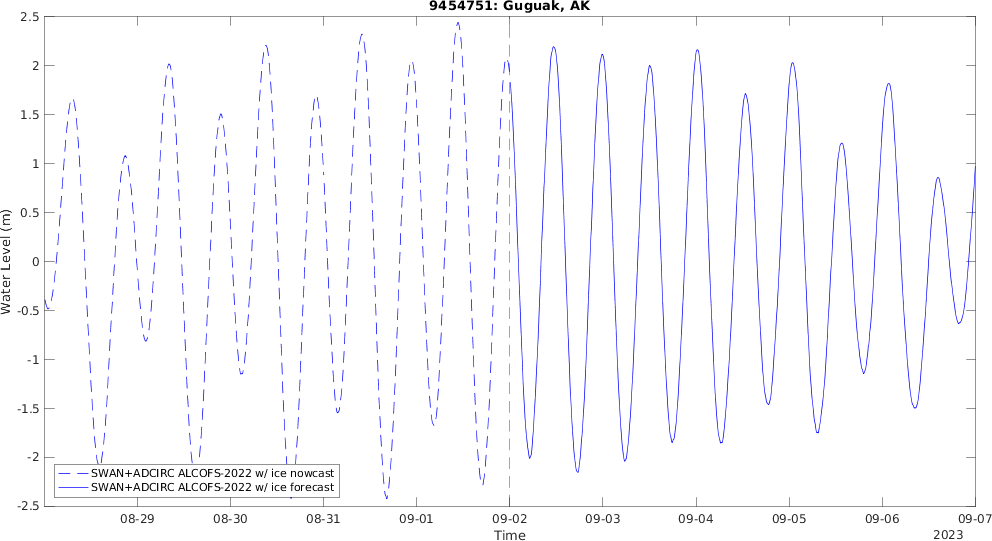 9454751: Guguak, AK
2.5
2
1.5
1
0.5
0
-0.5
-1
-1.5
-2
-2.5
Water Level (m)
SWAN+ADCIRC ALCOFS-2022 w/ ice nowcast
SWAN+ADCIRC ALCOFS-2022 w/ ice forecast
08-29 08-30 08-31 09-01 09-02 09-03 09-04 09-05 09-06 09-07
Time
2023